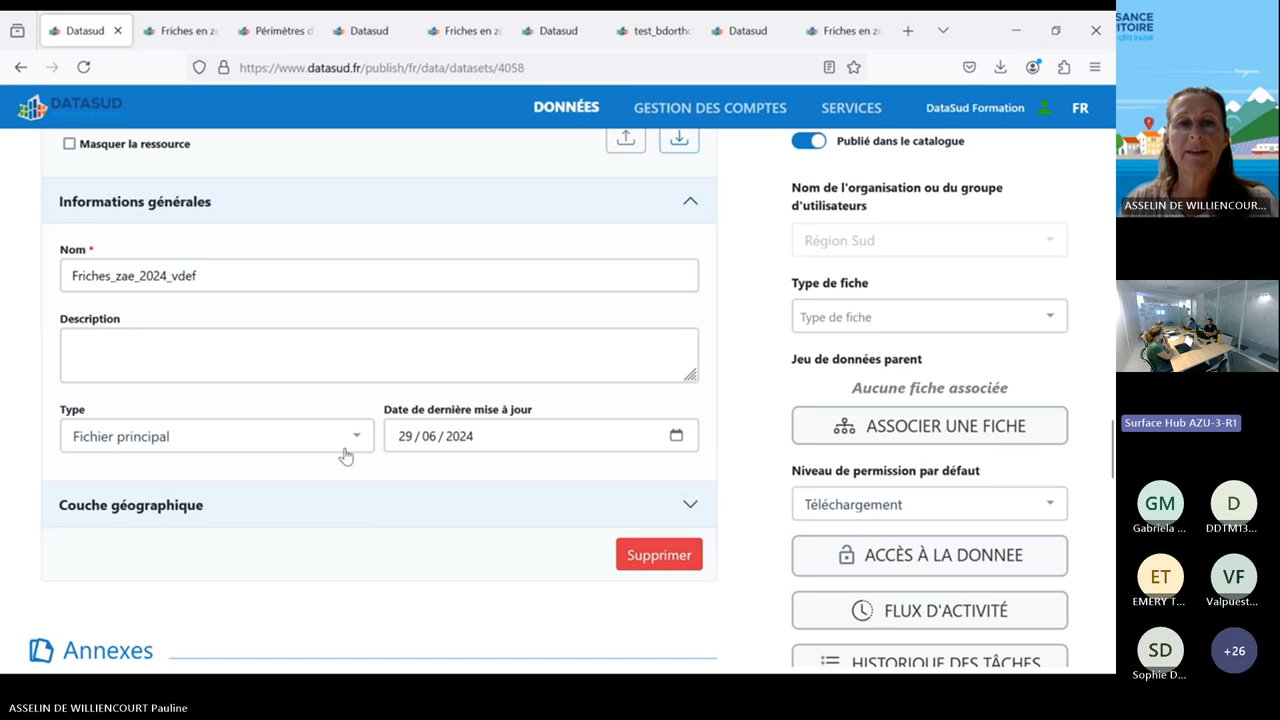 Datasud
Friches en zo
Périmètres d
Datasud
Friches en zo
Datasud
test_bdortho
Datasud
Friches en zo
https://www.datasud.fr/publish/fr/data/datasets/4058
DATASUD
DONNÉES
GESTION DES COMPTES
SERVICES
DataSud Formation
FR
Masquer la ressource
Informations générales
Nom *
Friches_zae_2024_vdef
Description
Type
Date de dernière mise à jour
Fichier principal
29 / 06 / 2024
Couche géographique
Supprimer
Annexes
Publié dans le catalogue
Nom de l'organisation ou du groupe
d'utilisateurs
Région Sud
Type de fiche
Type de fiche
Jeu de données parent
Aucune fiche associée
ASSOCIER UNE FICHE
Niveau de permission par défaut
Téléchargement
ACCÈS À LA DONNEE
FLUX D'ACTIVITÉ
HISTORIQUE DES TÂCHES
ASSELIN DE WILLIENCOUR...
Surface Hub AZU-3-R1
GM
Gabriela ...
D
DDTM13...
ET
EMERY T...
VF
Valpuest...
SD
Sophie D...
+26
ASSELIN DE WILLIENCOURT Pauline